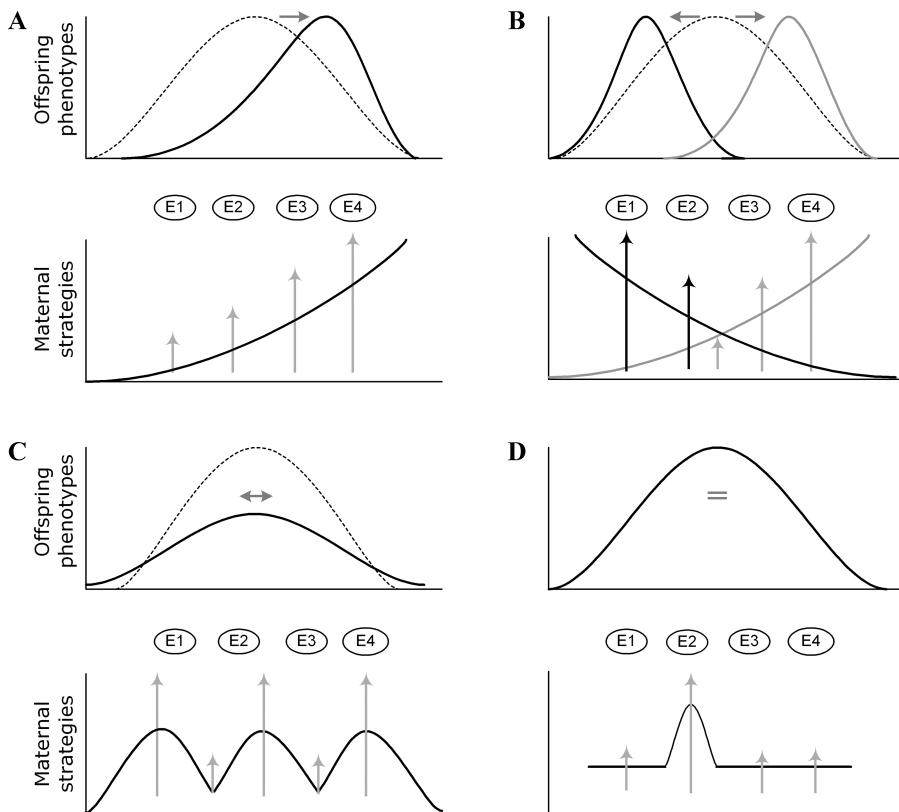 A
Offspring
phenotypes
E1 E2 E3 E4
Maternal
strategies
B
E1 E2 E3 E4
C
Offspring
phenotypes
E1 E2 E3 E4
Maternal
strategies
D
E1 E2 E3 E4